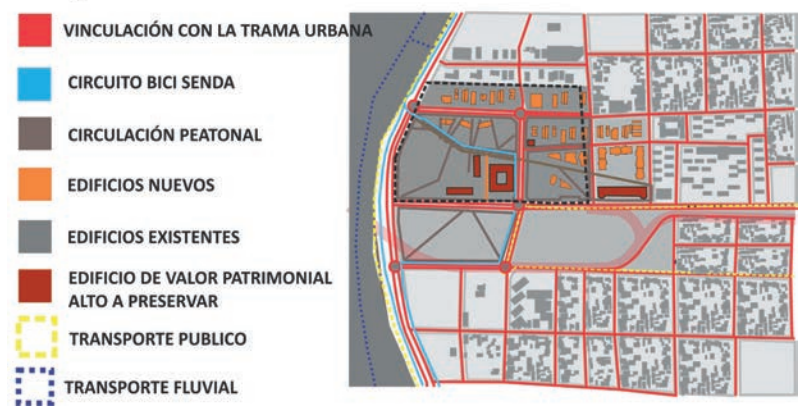 VINCULACIÓN CON LA TRAMA URBANA
CIRCUITO BICI SENDA
CIRCULACIÓN PEATONAL
EDIFICIOS NUEVOS
EDIFICIOS EXISTENTES
EDIFICIO DE VALOR PATRIMONIAL
ALTO A PRESERVAR
TRANSPORTE PUBLICO
TRANSPORTE FLUVIAL